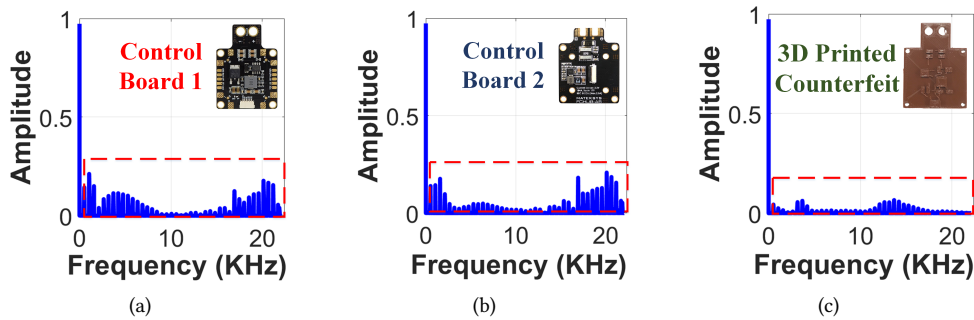 1
0.5
0
Amplitude
Control
Board 1
0
10
20
Frequency (KHz)
(a)
1
0.5
0
Amplitude
Control
Board 2
MATEKSYS
0
10
20
Frequency (KHz)
(b)
1
0.5
0
Amplitude
3D Printed
Counterfeit
0
10
20
Frequency (KHz)
(c)